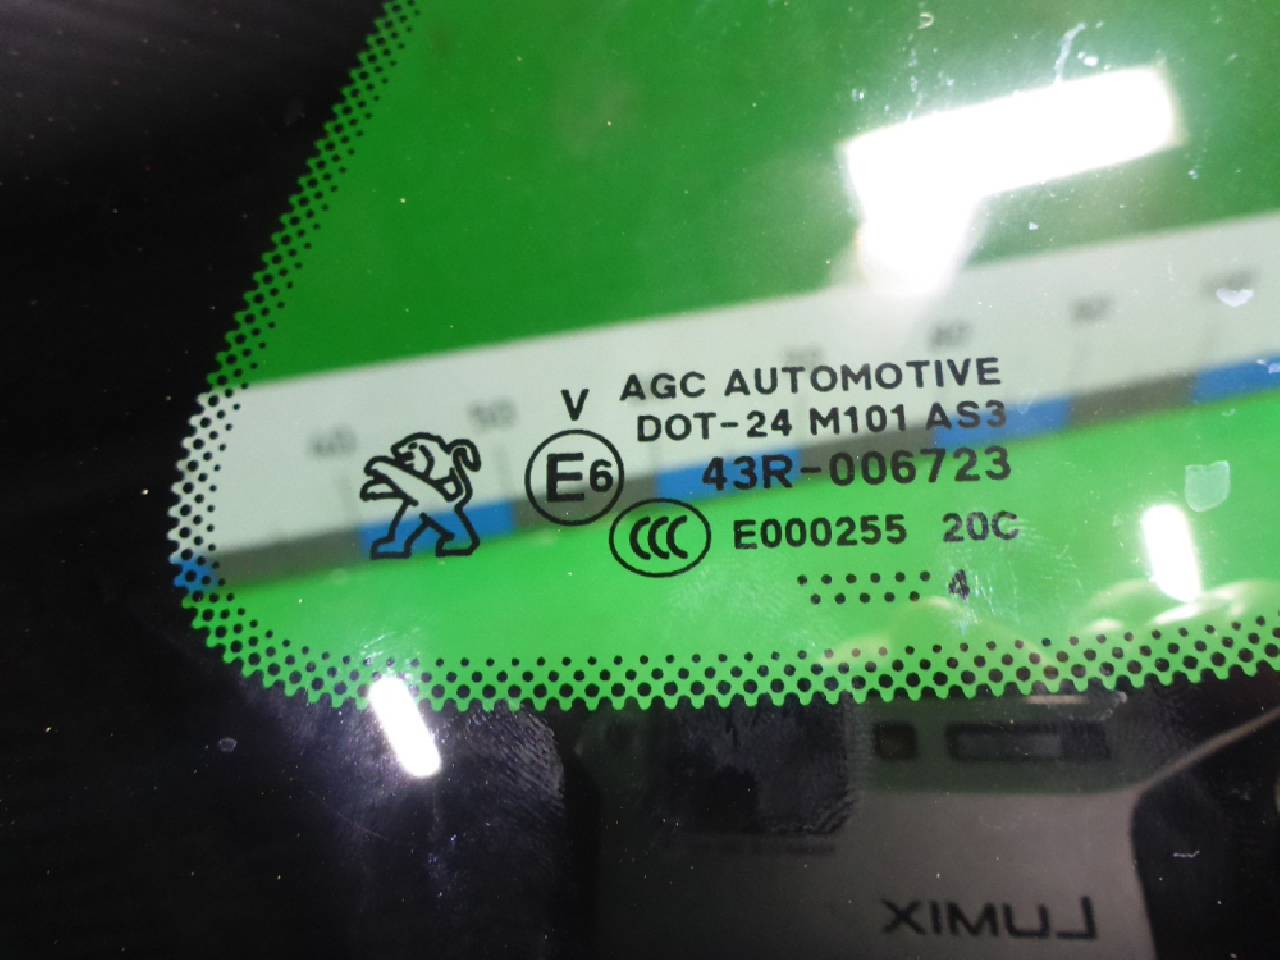 V
AGC AUTOMOTIVE
DOT-24 M101 AS3
E6
43R-006723
CCC
E000255 20C
4
LUMIX